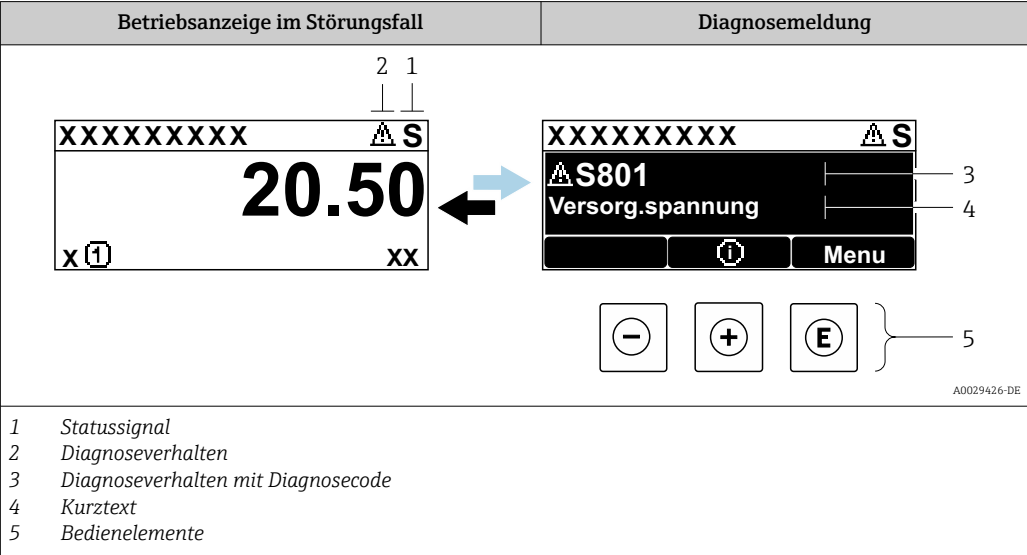 Betriebsanzeige im Störungsfall
Diagnosemeldung
2 1
XXXXXXXXX S
20.50
x 1 xx
XXXXXXXXX S
S801
Versorg.spannung
i Menu
3
4
- + E
5
A0029426-DE
1 Statussignal
2 Diagnoseverhalten
3 Diagnoseverhalten mit Diagnosecode
4 Kurztext
5 Bedienelemente